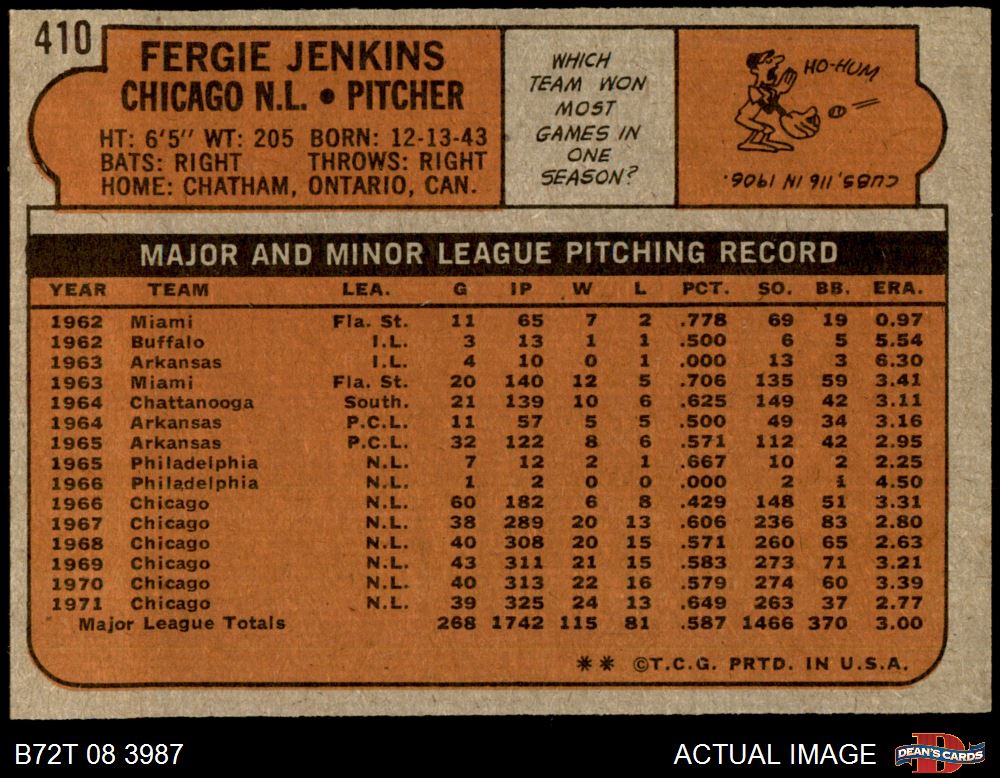 410
FERGIE JENKINS
CHICAGO N.L. • PITCHER
HT: 6'5" WT: 205 BORN: 12-13-43
BATS: RIGHT THROWS: RIGHT
HOME: CHATHAM, ONTARIO, CAN.
WHICH
TEAM WON
MOST
GAMES IN
ONE
SEASON?
HO-HUM
CUBS, 116 IN 1906.
MAJOR AND MINOR LEAGUE PITCHING RECORD
YEAR TEAM LEA. G IP W L PCT. SO. BB. ERA.
1962 Miami Fla. St. 11 65 7 2 .778 69 19 0.97
1962 Buffalo I.L. 3 13 1 1 .500 6 5 5.54
1963 Arkansas I.L. 4 10 0 1 .000 13 3 6.30
1963 Miami Fla. St. 20 140 12 5 .706 135 59 3.41
1964 Chattanooga South. 21 139 10 6 .625 149 42 3.11
1964 Arkansas P.C.L. 11 57 5 5 .500 49 34 3.16
1965 Arkansas P.C.L. 32 122 8 6 .571 112 42 2.95
1965 Philadelphia N.L. 7 12 2 1 .667 10 2 2.25
1966 Philadelphia N.L. 1 2 0 0 .000 2 1 4.50
1966 Chicago N.L. 60 182 6 8 .429 148 51 3.31
1967 Chicago N.L. 38 289 20 13 .606 236 83 2.80
1968 Chicago N.L. 40 308 20 15 .571 260 65 2.63
1969 Chicago N.L. 43 311 21 15 .583 273 71 3.21
1970 Chicago N.L. 40 313 22 16 .579 274 60 3.39
1971 Chicago N.L. 39 325 24 13 .649 263 37 2.77
Major League Totals 268 1742 115 81 .587 1466 370 3.00
** ©T.C.G. PRTD. IN U.S.A.
B72T 08 3987
ACTUAL IMAGE
D
DEAN'S CARDS